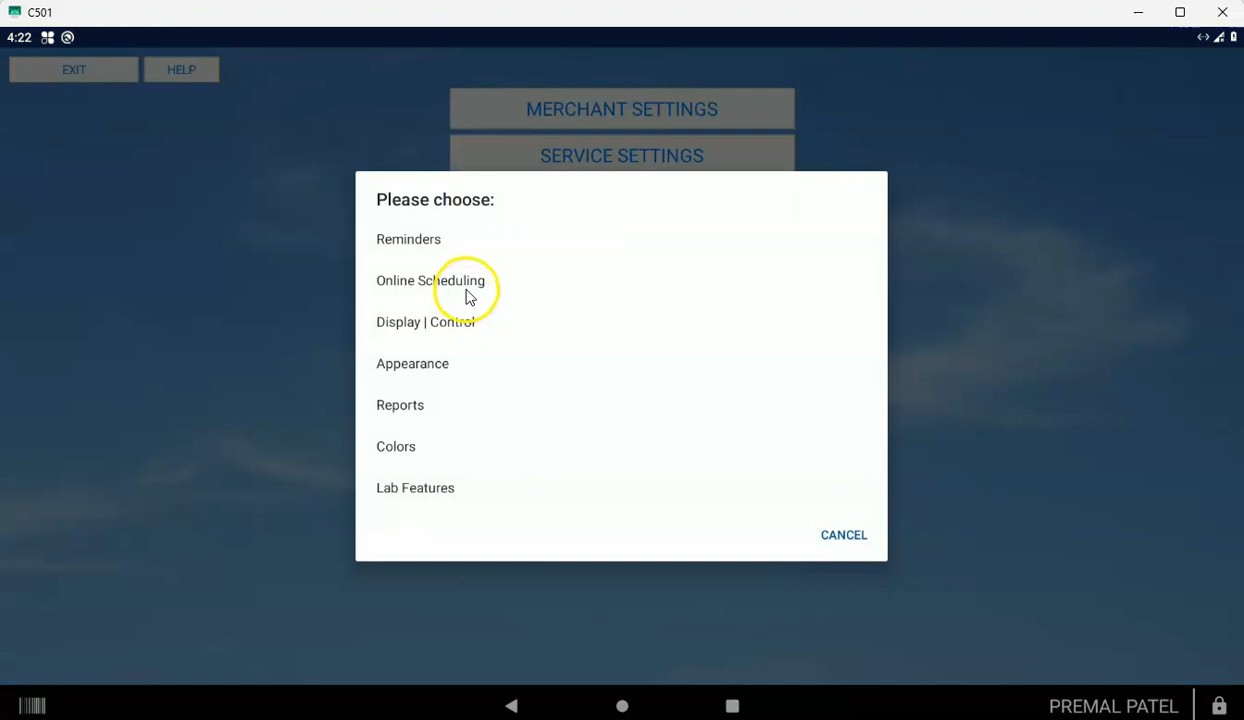 C501
4:22
EXIT HELP
MERCHANT SETTINGS
SERVICE SETTINGS
Please choose:
Reminders
Online Scheduling
Display | Control
Appearance
Reports
Colors
Lab Features
CANCEL
PREMAL PATEL